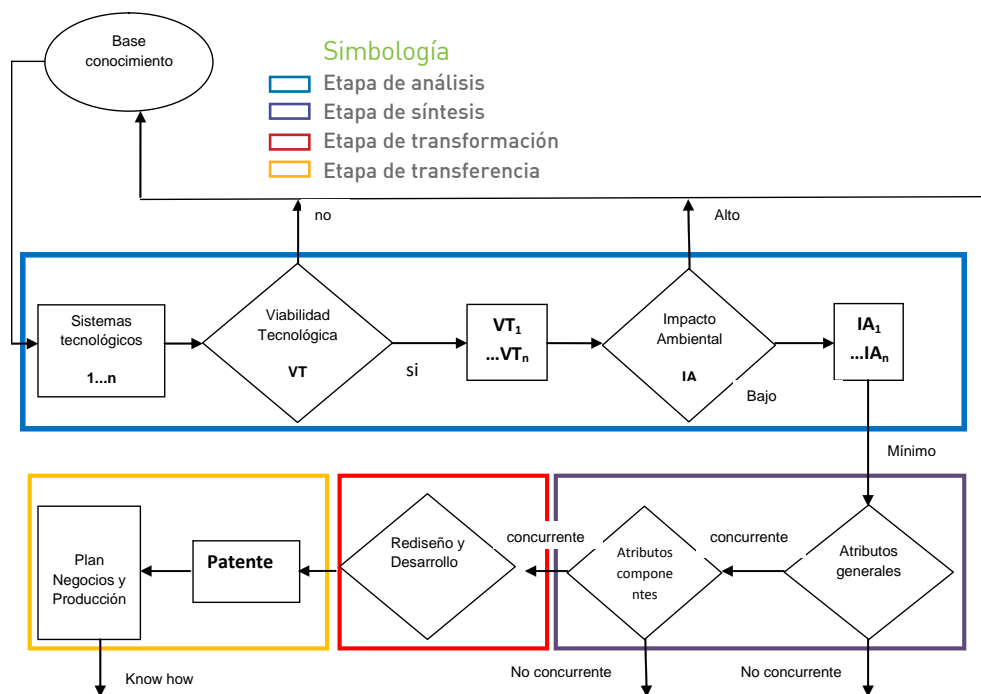 Base
conocimiento
Simbología
Etapa de análisis
Etapa de síntesis
Etapa de transformación
Etapa de transferencia
no
Alto
Sistemas
tecnológicos
1...n
Viabilidad
Tecnológica
VT
si
VT1
...VTn
Impacto
Ambiental
IA
Bajo
IA1
...IAn
Mínimo
Plan
Negocios y
Producción
Patente
Rediseño y
Desarrollo
concurrente
Atributos
compone
ntes
concurrente
Atributos
generales
Know how
No concurrente
No concurrente